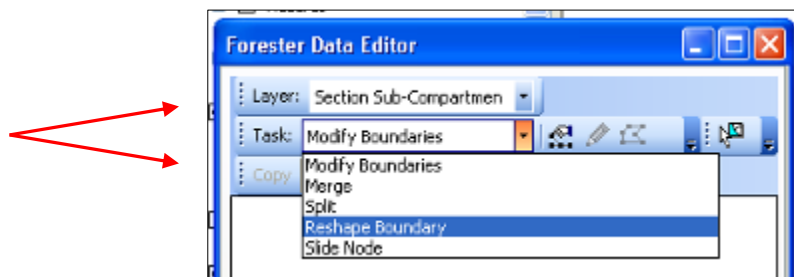 Forester Data Editor
Layer: Section Sub-Compartmen
Task: Modify Boundaries
Copy
Modify Boundaries
Merge
Split
Reshape Boundary
Slide Node